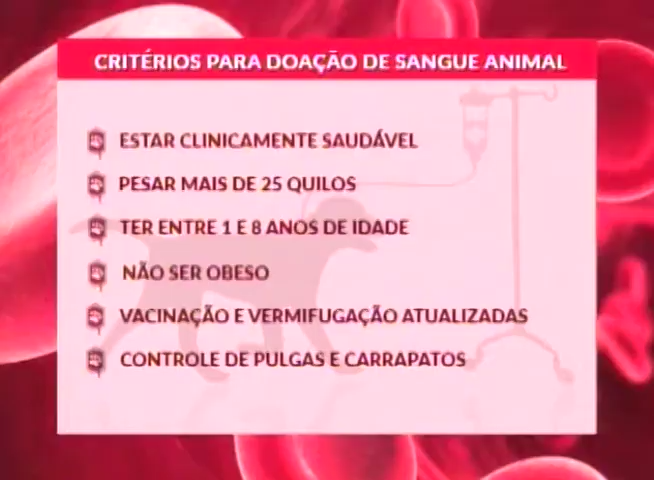 CRITÉRIOS PARA DOAÇÃO DE SANGUE ANIMAL
ESTAR CLINICAMENTE SAUDÁVEL
PESAR MAIS DE 25 QUILOS
TER ENTRE 1 E 8 ANOS DE IDADE
NÃO SER OBESO
VACINAÇÃO E VERMIFUGAÇÃO ATUALIZADAS
CONTROLE DE PULGAS E CARRAPATOS